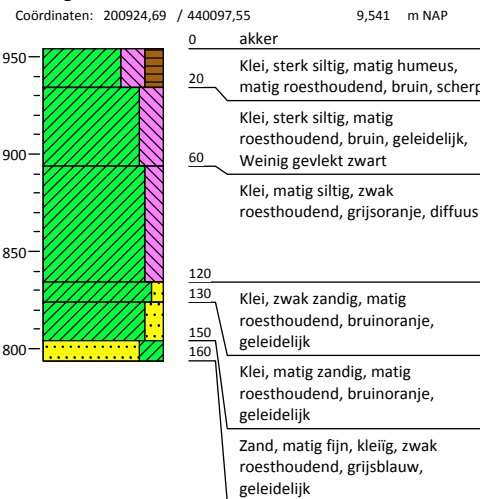 Coördinaten: 200924,69 / 440097,55 9,541 m NAP
0 akker
950
Klei, sterk siltig, matig humeus,
20 matig roesthoudend, bruin, scherp
Klei, sterk siltig, matig
900 roesthoudend, bruin, geleidelijk,
60 Weinig gevlekt zwart
Klei, matig siltig, zwak
roesthoudend, grijsoranje, diffuus
850
120
130 Klei, zwak zandig, matig
roesthoudend, bruinoranje,
150 geleidelijk
800
160
Klei, matig zandig, matig
roesthoudend, bruinoranje,
geleidelijk
Zand, matig fijn, kleiïg, zwak
roesthoudend, grijsblauw,
geleidelijk